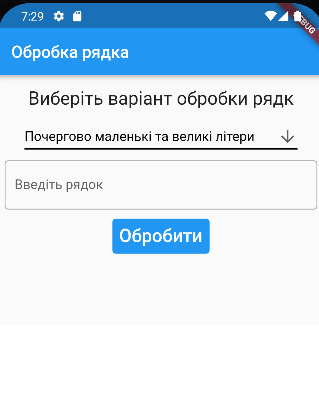 7:29
DEBUG
Обробка рядка
Виберіть варіант обробки рядк
Почергово маленькі та великі літери
Введіть рядок
Обробити